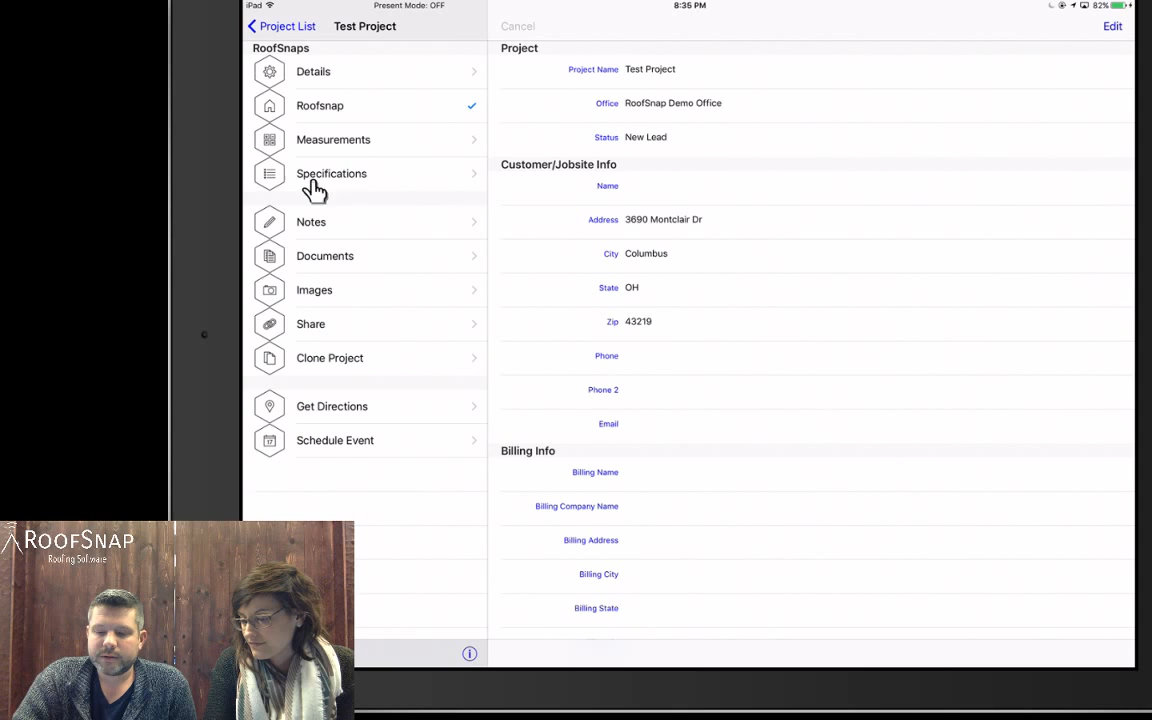 iPad
Present Mode: OFF
8:35 PM
82%
Project List
Test Project
Cancel
Edit
RoofSnaps
Details
Roofsnap
Measurements
Specifications
Notes
Documents
Images
Share
Clone Project
Get Directions
17
Schedule Event
Project
Project Name Test Project
Office RoofSnap Demo Office
Status New Lead
Customer/Jobsite Info
Name
Address 3690 Montclair Dr
City Columbus
State OH
Zip 43219
Phone
Phone 2
Email
Billing Info
Billing Name
Billing Company Name
Billing Address
Billing City
Billing State
ROOFSNAP
Roofing Software